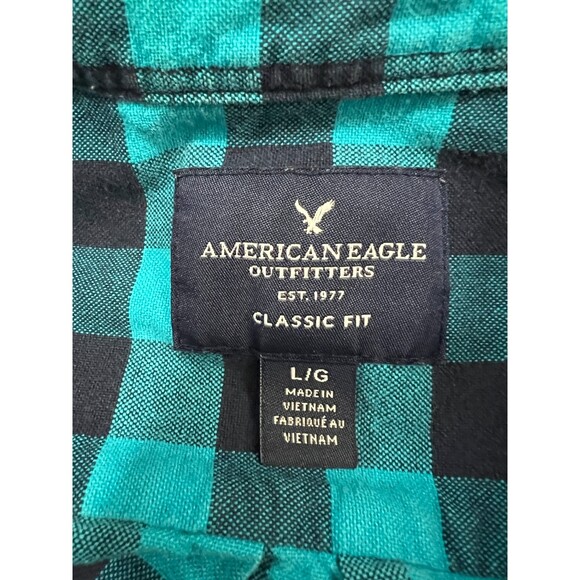 AMERICAN EAGLE
OUTFITTERS
EST. 1977
CLASSIC FIT
L/G
MADE IN
VIETNAM
FABRIQUÉ AU
VIETNAM